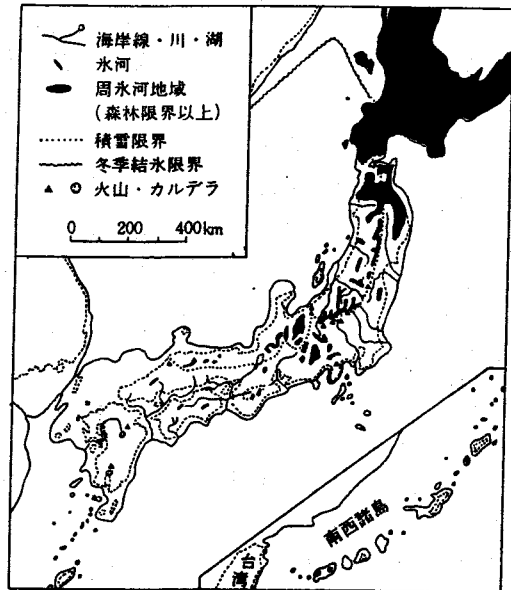 海岸線・川・湖
氷河
周氷河地域
(森林限界以上)
積雪限界
冬季結氷限界
火山・カルデラ
0 200 400km
南西諸島
台湾